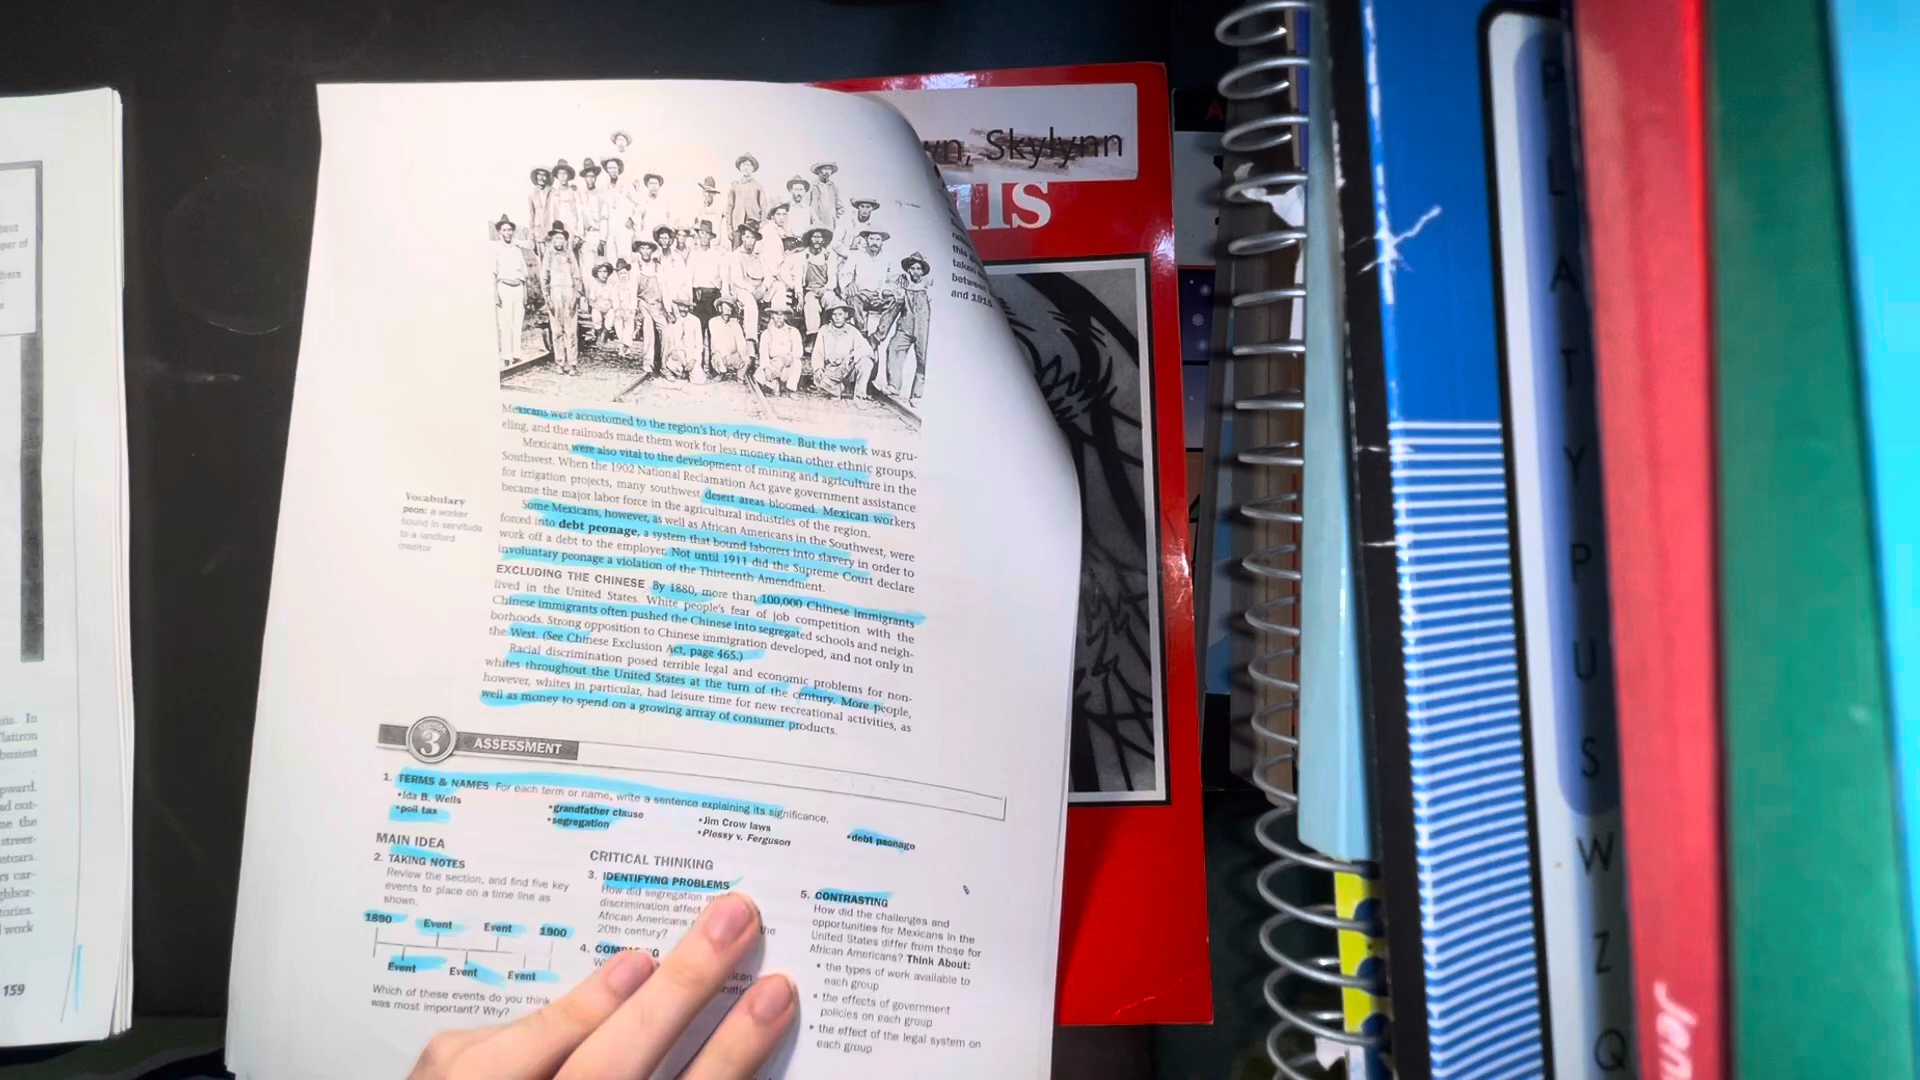 Skylynn
and 191
Mexicans were accustomed to the region's hot, dry climate. But the work was gru-
eling, and the railroads made them work for less money than other ethnic groups.
Mexicans were also vital to the development of mining and agriculture in the
Southwest. When the 1902 National Reclamation Act gave government assistance
for irrigation projects, many southwest desert areas bloomed. Mexican workers
became the major labor force in the agricultural industries of the region.
Some Mexicans, however, as well as African Americans in the Southwest, were
forced into debt peonage, a system that bound laborers into slavery in order to
work off a debt to the employer. Not until 1911 did the Supreme Court declare
involuntary peonage a violation of the Thirteenth Amendment.
Vocabulary
peon: a worker
bound in servitude
to a landlord
creditor
EXCLUDING THE CHINESE By 1880, more than 100,000 Chinese immigrants
lived in the United States. White people's fear of job competition with the
Chinese immigrants often pushed the Chinese into segregated schools and neigh-
borhoods. Strong opposition to Chinese immigration developed, and not only in
the West. (See Chinese Exclusion Act, page 465.)
Racial discrimination posed terrible legal and economic problems for non-
whites throughout the United States at the turn of the century. More people,
however, whites in particular, had leisure time for new recreational activities, as
well as money to spend on a growing array of consumer products.
3 ASSESSMENT
1. TERMS & NAMES For each term or name, write a sentence explaining its significance.
•Ida B. Wells
•poll tax
•grandfather clause
•segregation
•Jim Crow laws
•Plessy v. Ferguson
•debt peonage
MAIN IDEA
2. TAKING NOTES
Review the section, and find five key
events to place on a time line as
shown.
1890 Event Event 1900
Event Event Event
Which of these events do you think
was most important? Why?
CRITICAL THINKING
3. IDENTIFYING PROBLEMS
How did segregation
discrimination affect
African Americans the
20th century?
4.
5. CONTRASTING
How did the challenges and
opportunities for Mexicans in the
United States differ from those for
African Americans? Think About:
• the types of work available to
each group
• the effects of government
policies on each group
• the effect of the legal system on
each group
159
PLATYPUS
W
Z
Q
Jen